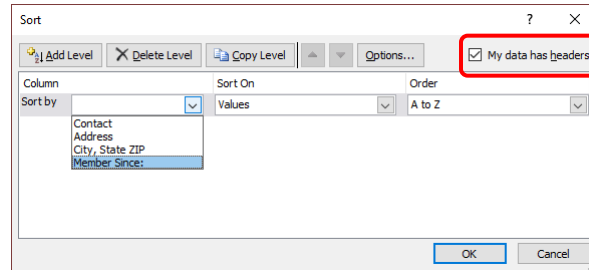 Sort ? ×
Add Level Delete Level Copy Level Options... My data has headers
Column Sort On Order
Sort by Values A to Z
Contact
Address
City, State ZIP
Member Since:
OK Cancel